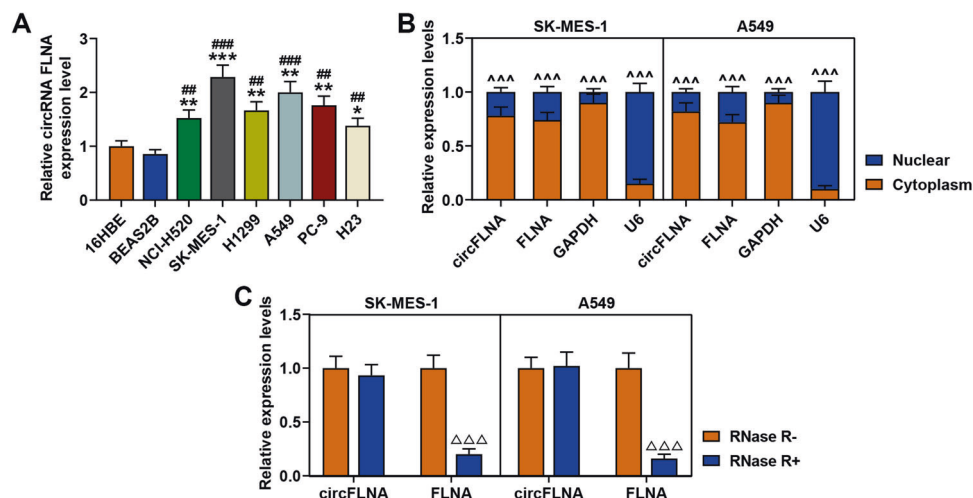 A
Relative circRNA FLNA
expression level
3
2
1
0
##
**
###
***
##
**
###
**
##
**
##
*
16HBE
BEAS2B
NCI-H520
SK-MES-1
H1299
A549
PC-9
H23
B
SK-MES-1
A549
Relative expression levels
1.5
1.0
0.5
0.0
^^^
^^^
^^^
^^^
^^^
^^^
^^^
^^^
circFLNA
FLNA
GAPDH
U6
circFLNA
FLNA
GAPDH
U6
Nuclear
Cytoplasm
C
SK-MES-1
A549
Relative expression levels
1.5
1.0
0.5
0.0
△△△
△△△
circFLNA
FLNA
circFLNA
FLNA
RNase R-
RNase R+